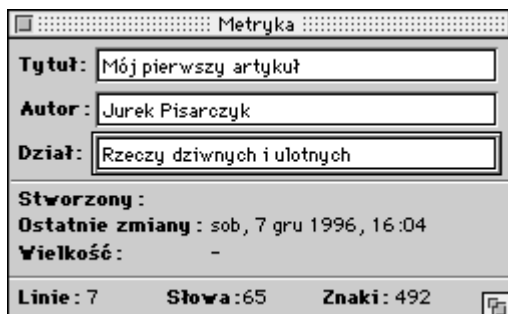 Metryka
Tytuł: Mój pierwszy artykuł
Autor: Jurek Pisarczyk
Dział: Rzeczy dziwnych i ulotnych
Stworzony:
Ostatnie zmiany: sob, 7 gru 1996, 16:04
Wielkość: -
Linie: 7 Słowa:65 Znaki: 492